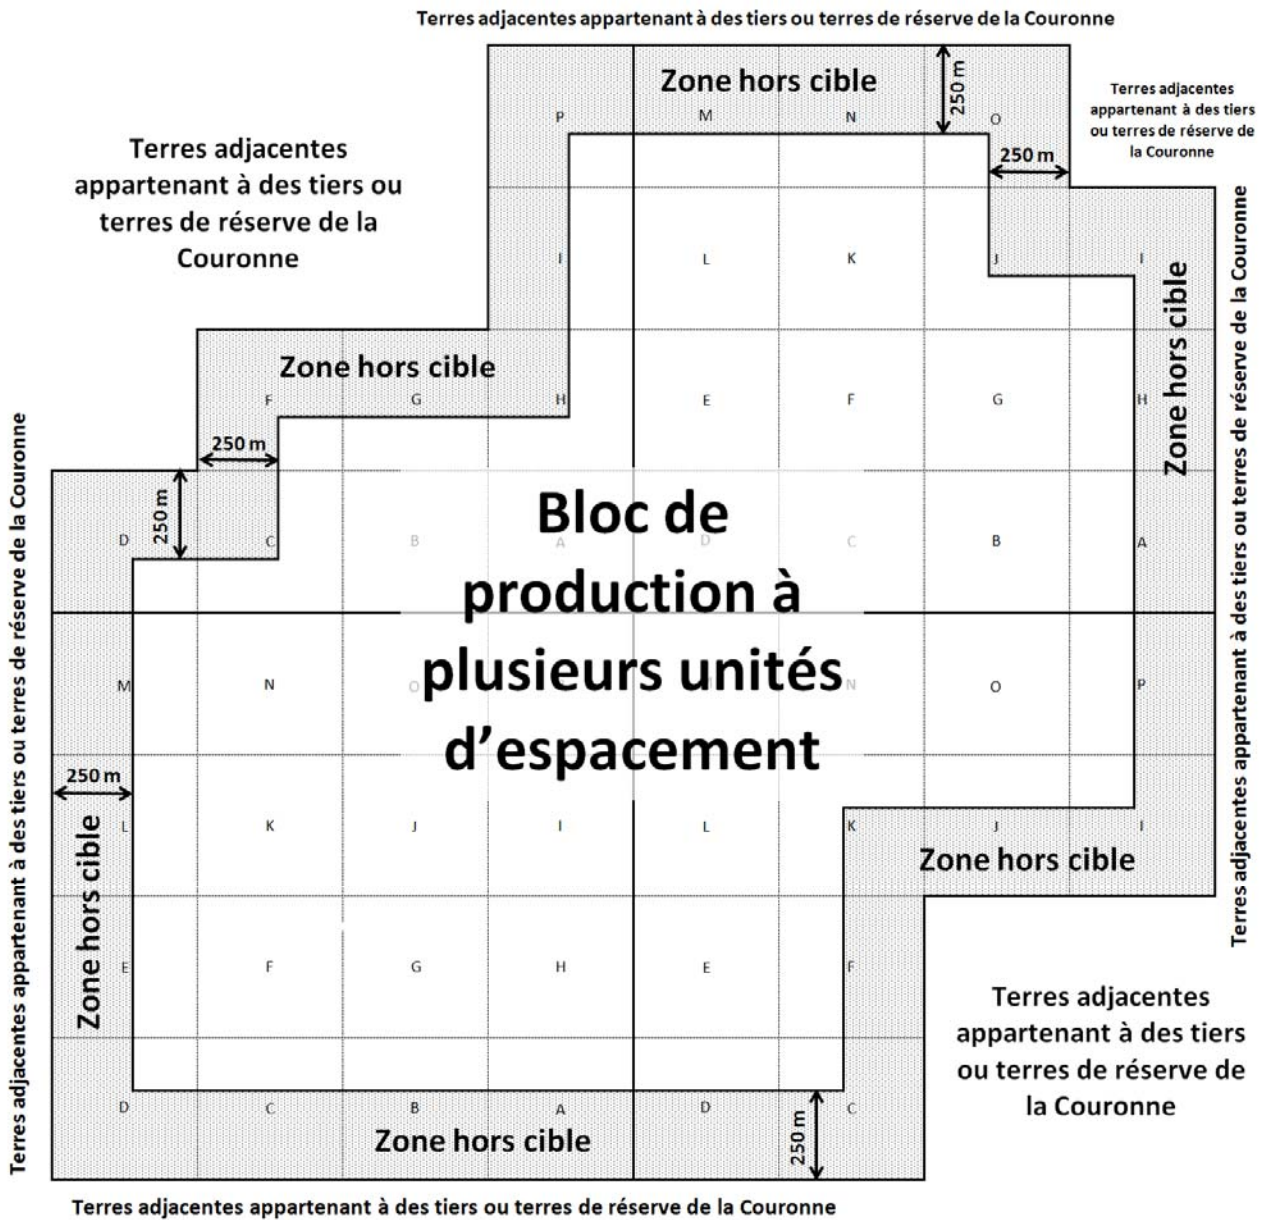 Terres adjacentes appartenant à des tiers ou terres de réserve de la Couronne
Zone hors cible
250 m
P M N O
Terres adjacentes
appartenant à des tiers
ou terres de réserve de
la Couronne
250 m
Terres adjacentes
appartenant à des tiers ou
terres de réserve de la
Couronne
I L K J I
Zone hors cible
Terres adjacentes appartenant à des tiers ou terres de réserve de la Couronne
Zone hors cible
F G H E F G H
250 m
250 m
Terres adjacentes appartenant à des tiers ou terres de réserve de la Couronne
D C B A D C B A
Bloc de
production à
plusieurs unités
d'espacement
M N O N O P
250 m
L K J I L K J I
Zone hors cible
Zone hors cible
E F G H E F
Terres adjacentes
appartenant à des tiers
ou terres de réserve de
la Couronne
D C B A D C
250 m
Zone hors cible
Terres adjacentes appartenant à des tiers ou terres de réserve de la Couronne